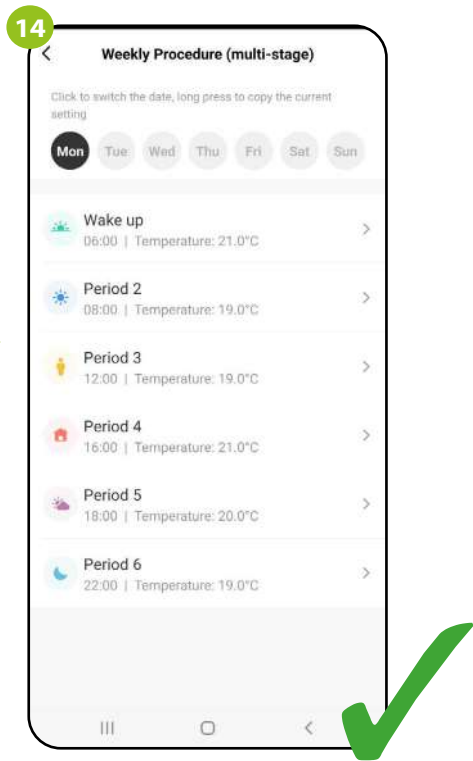 14
Weekly Procedure (multi-stage)
Click to switch the date, long press to copy the current
setting
Mon Tue Wed Thu Fri Sat Sun
Wake up
06:00 | Temperature: 21.0°C
Period 2
08:00 | Temperature: 19.0°C
Period 3
12:00 | Temperature: 19.0°C
Period 4
16:00 | Temperature: 21.0°C
Period 5
18:00 | Temperature: 20.0°C
Period 6
22:00 | Temperature: 19.0°C